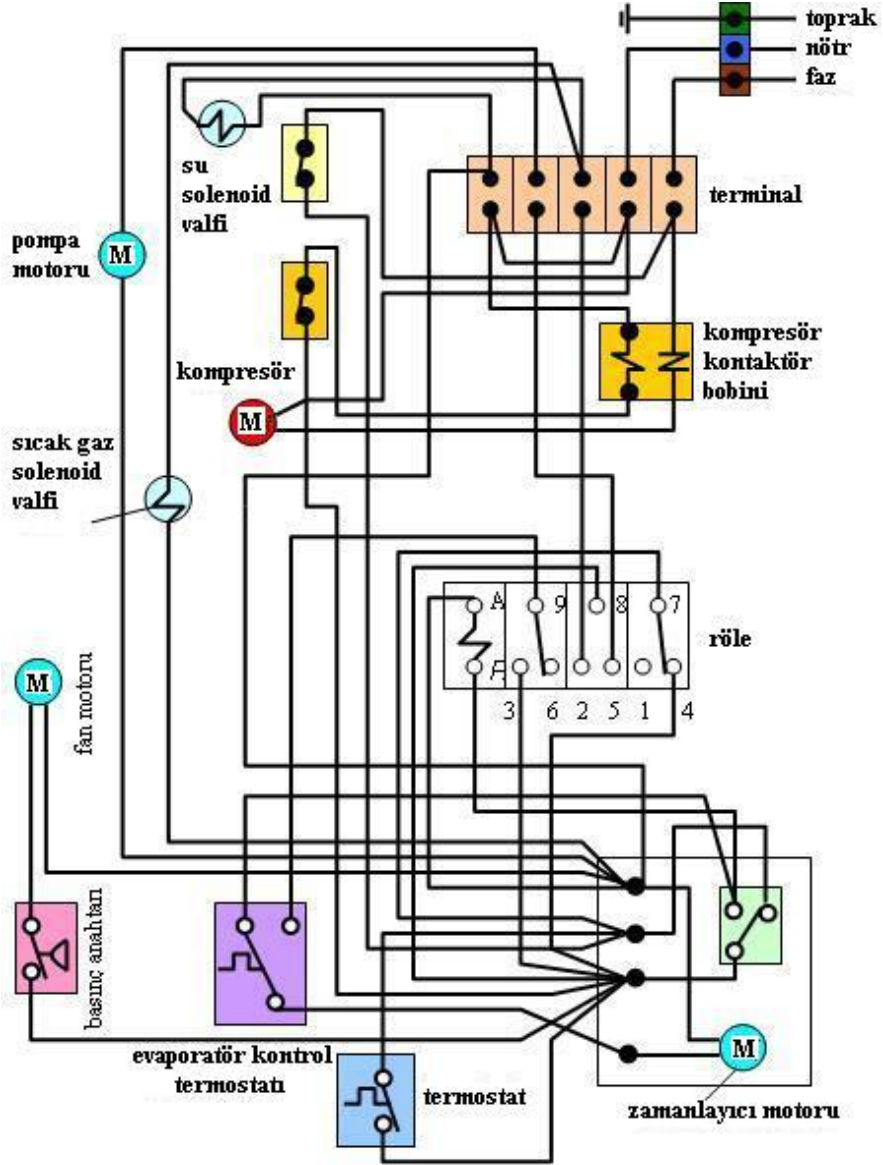 toprak
nötr
faz
su
solenoid
valfi
terminal
pompa
motoru
M
kompresör
kontaktör
bobini
kompresör
M
sıcak gaz
solenoid
valfi
A 9 8 7
röle
3 6 2 5 1 4
M
fan motoru
basınç anahtarı
evaporatör kontrol
termostatı
termostat
M
zamanlayıcı motoru